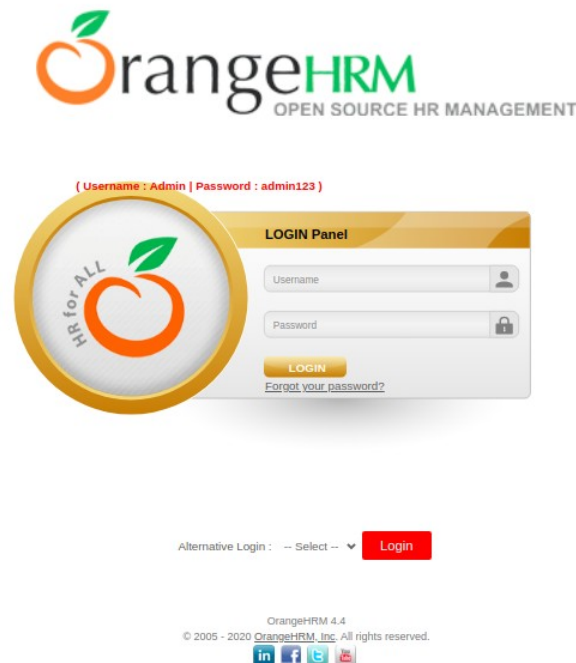 OrangeHRM
OPEN SOURCE HR MANAGEMENT
( Username : Admin | Password : admin123 )
HR for ALL
LOGIN Panel
Username
Password
LOGIN
Forgot your password?
Alternative Login : -- Select -- Login
OrangeHRM 4.4
© 2005 - 2020 OrangeHRM, Inc. All rights reserved.
in f t You